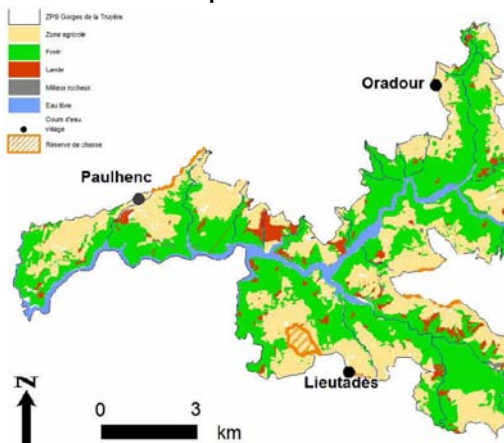 ZPS Gorges de la Truyère
Zone agricole
Forêt
Lande
Milieux rocheux
Eau libre
Cours d'eau
village
Réserve de chasse
Oradour
Paulhenc
Lieutadès
N
0 3
km